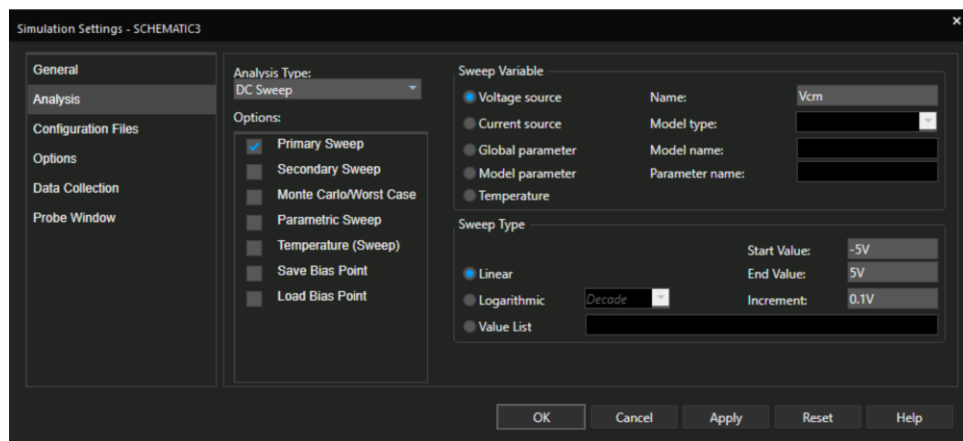 Simulation Settings - SCHEMATIC3
×
General
Analysis
Configuration Files
Options
Data Collection
Probe Window
Analysis Type:
DC Sweep
Options:
Primary Sweep
Secondary Sweep
Monte Carlo/Worst Case
Parametric Sweep
Temperature (Sweep)
Save Bias Point
Load Bias Point
Sweep Variable
Voltage source
Current source
Global parameter
Model parameter
Temperature
Name: Vcm
Model type:
Model name:
Parameter name:
Sweep Type
Linear
Logarithmic Decade
Value List
Start Value: -5V
End Value: 5V
Increment: 0.1V
OK Cancel Apply Reset Help